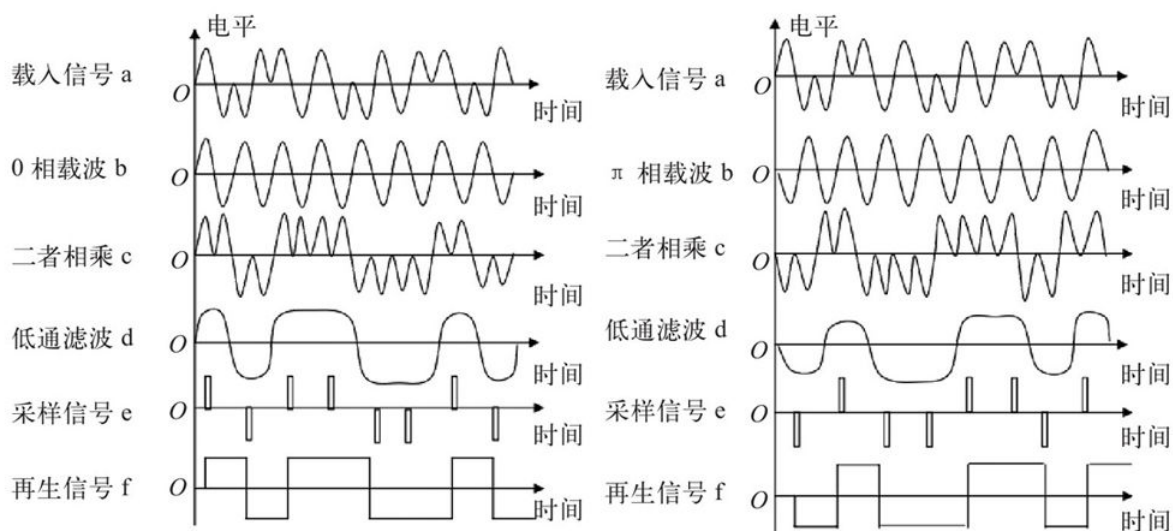 电平
载入信号 a
O
时间
0 相载波 b
O
时间
二者相乘 c
O
时间
低通滤波 d
O
时间
采样信号 e
O
时间
再生信号 f
O
时间
电平
载入信号 a
O
时间
π 相载波 b
O
时间
二者相乘 c
O
时间
低通滤波 d
O
时间
采样信号 e
O
时间
再生信号 f
O
时间